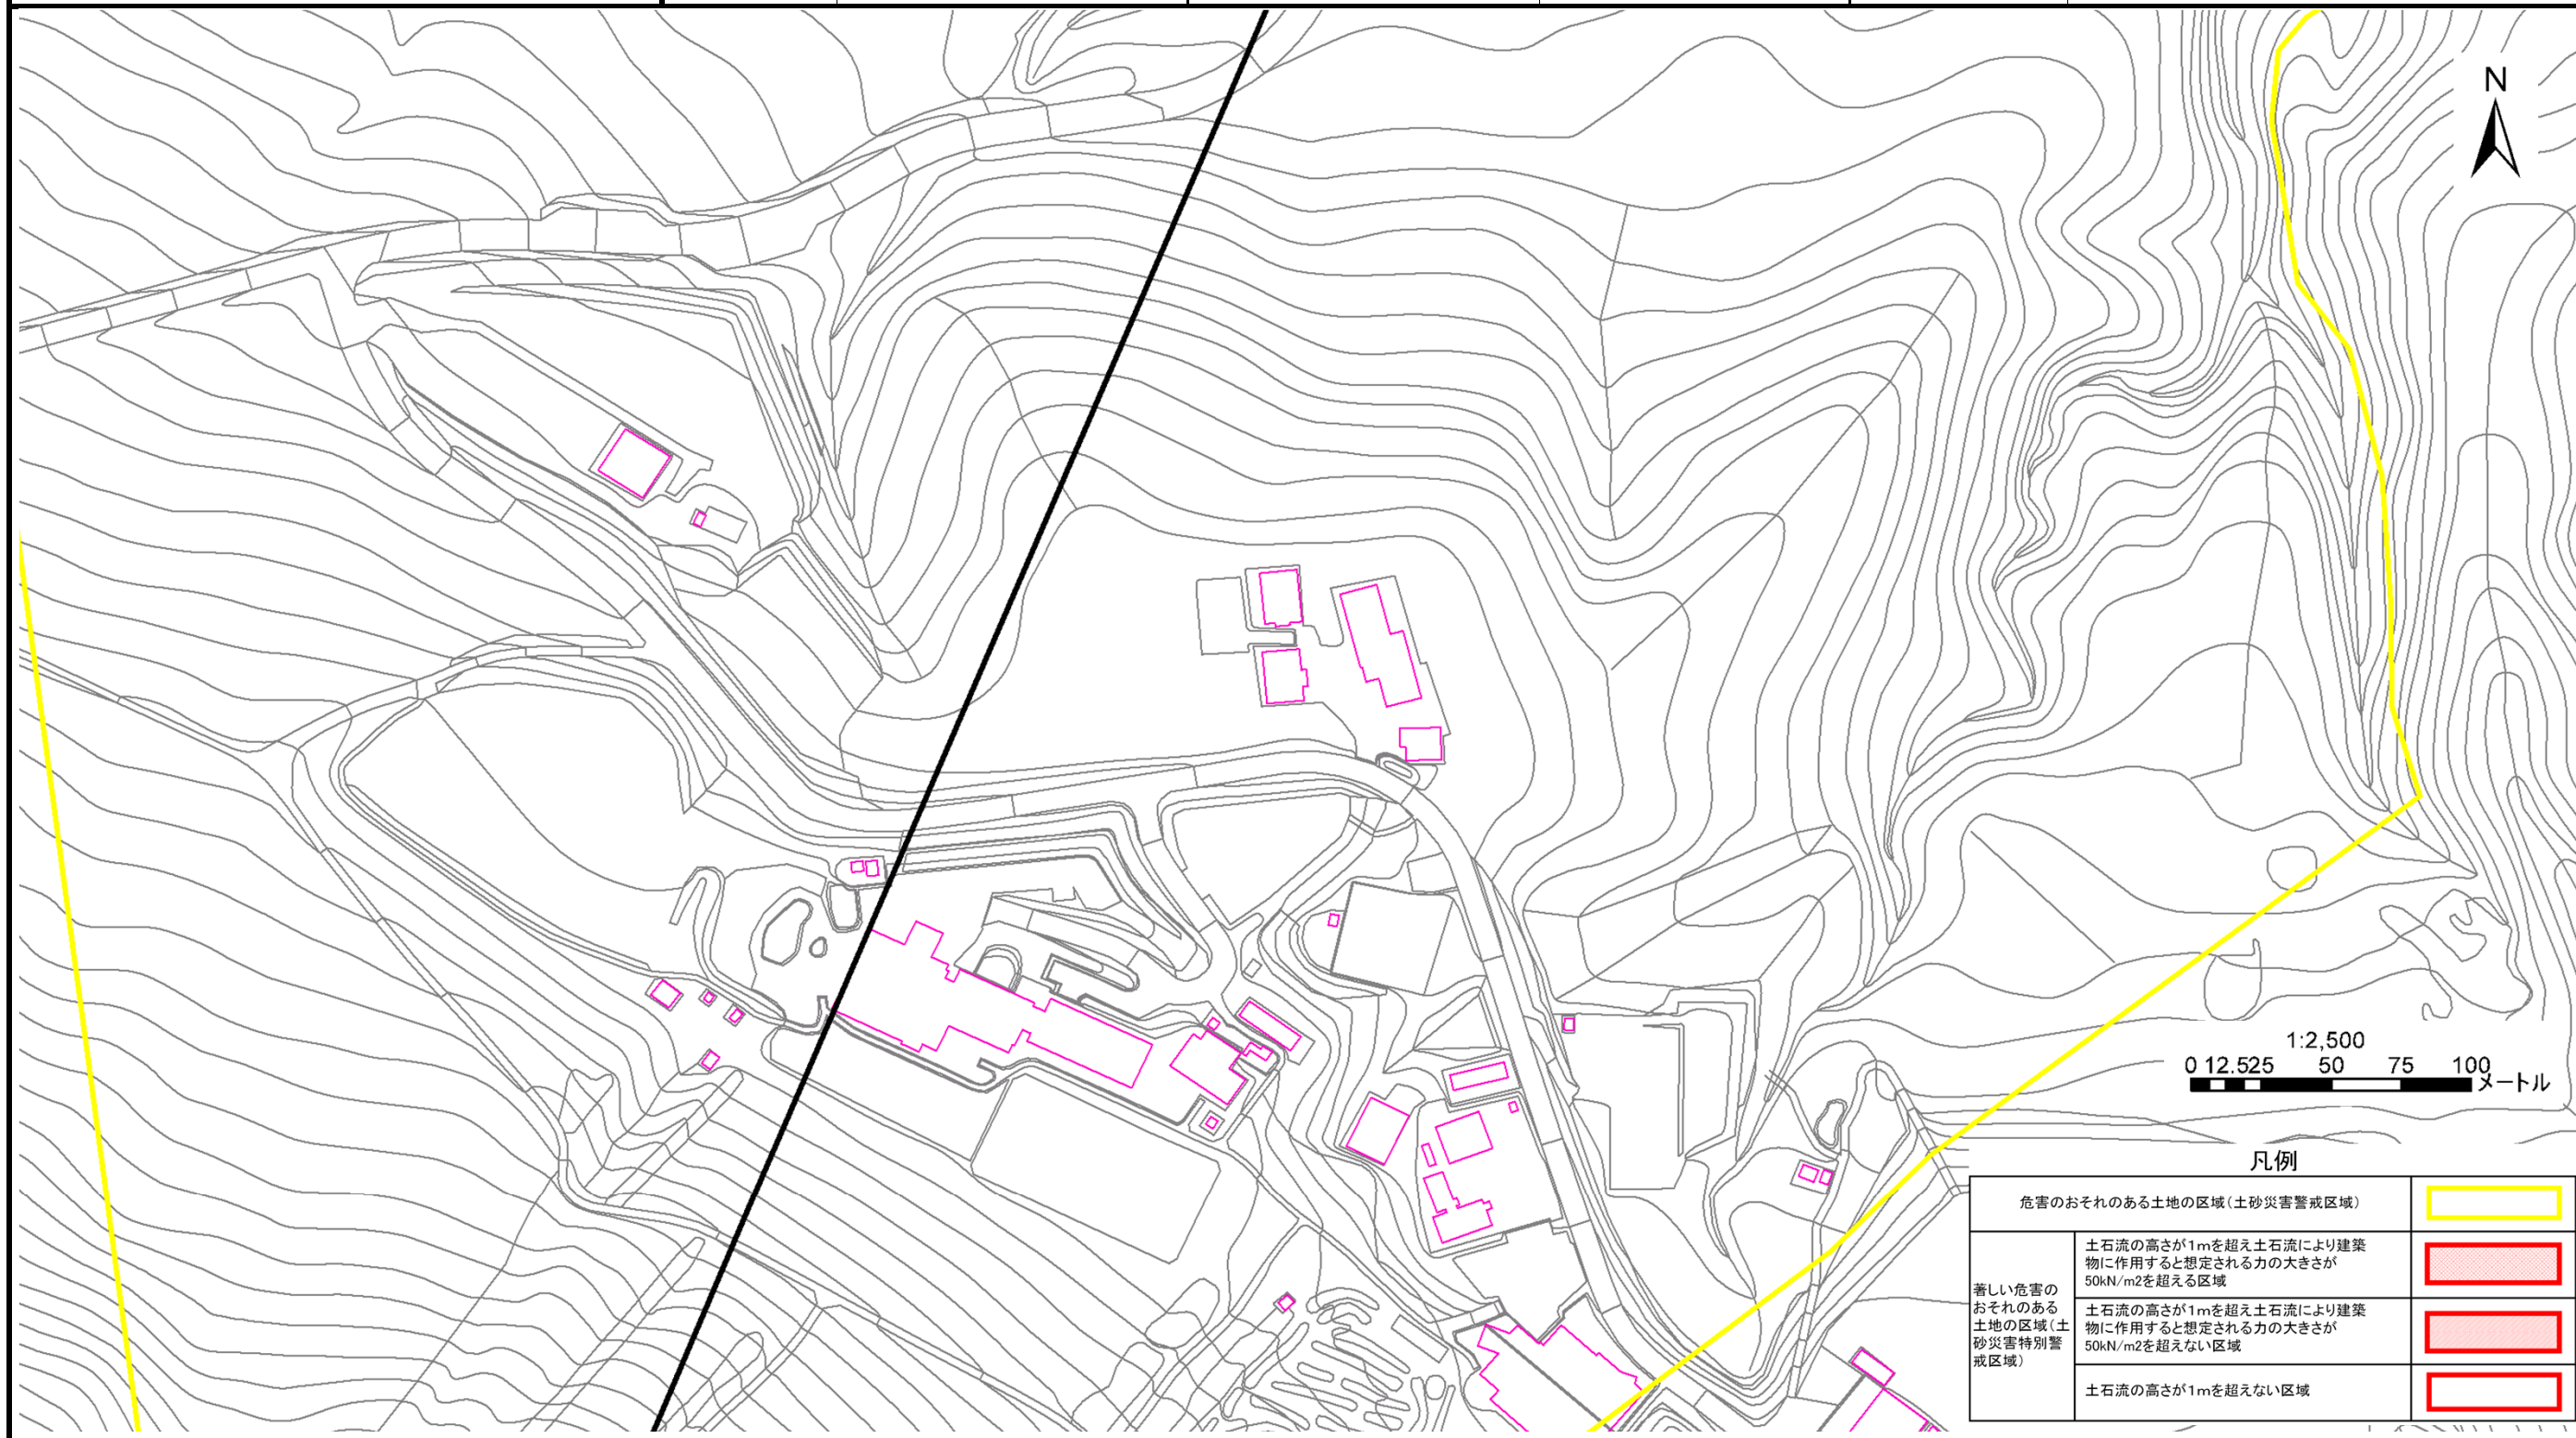 N
1:2,500
0 12.525 50 75 100
メートル
凡例
危害のおそれのある土地の区域(土砂災害警戒区域)
著しい危害の
おそれのある
土地の区域(土
砂災害特別警
戒区域)
土石流の高さが1mを超え土石流により建築
物に作用すると想定される力の大きさが
50kN/m2を超える区域
土石流の高さが1mを超え土石流により建築
物に作用すると想定される力の大きさが
50kN/m2を超えない区域
土石流の高さが1mを超えない区域